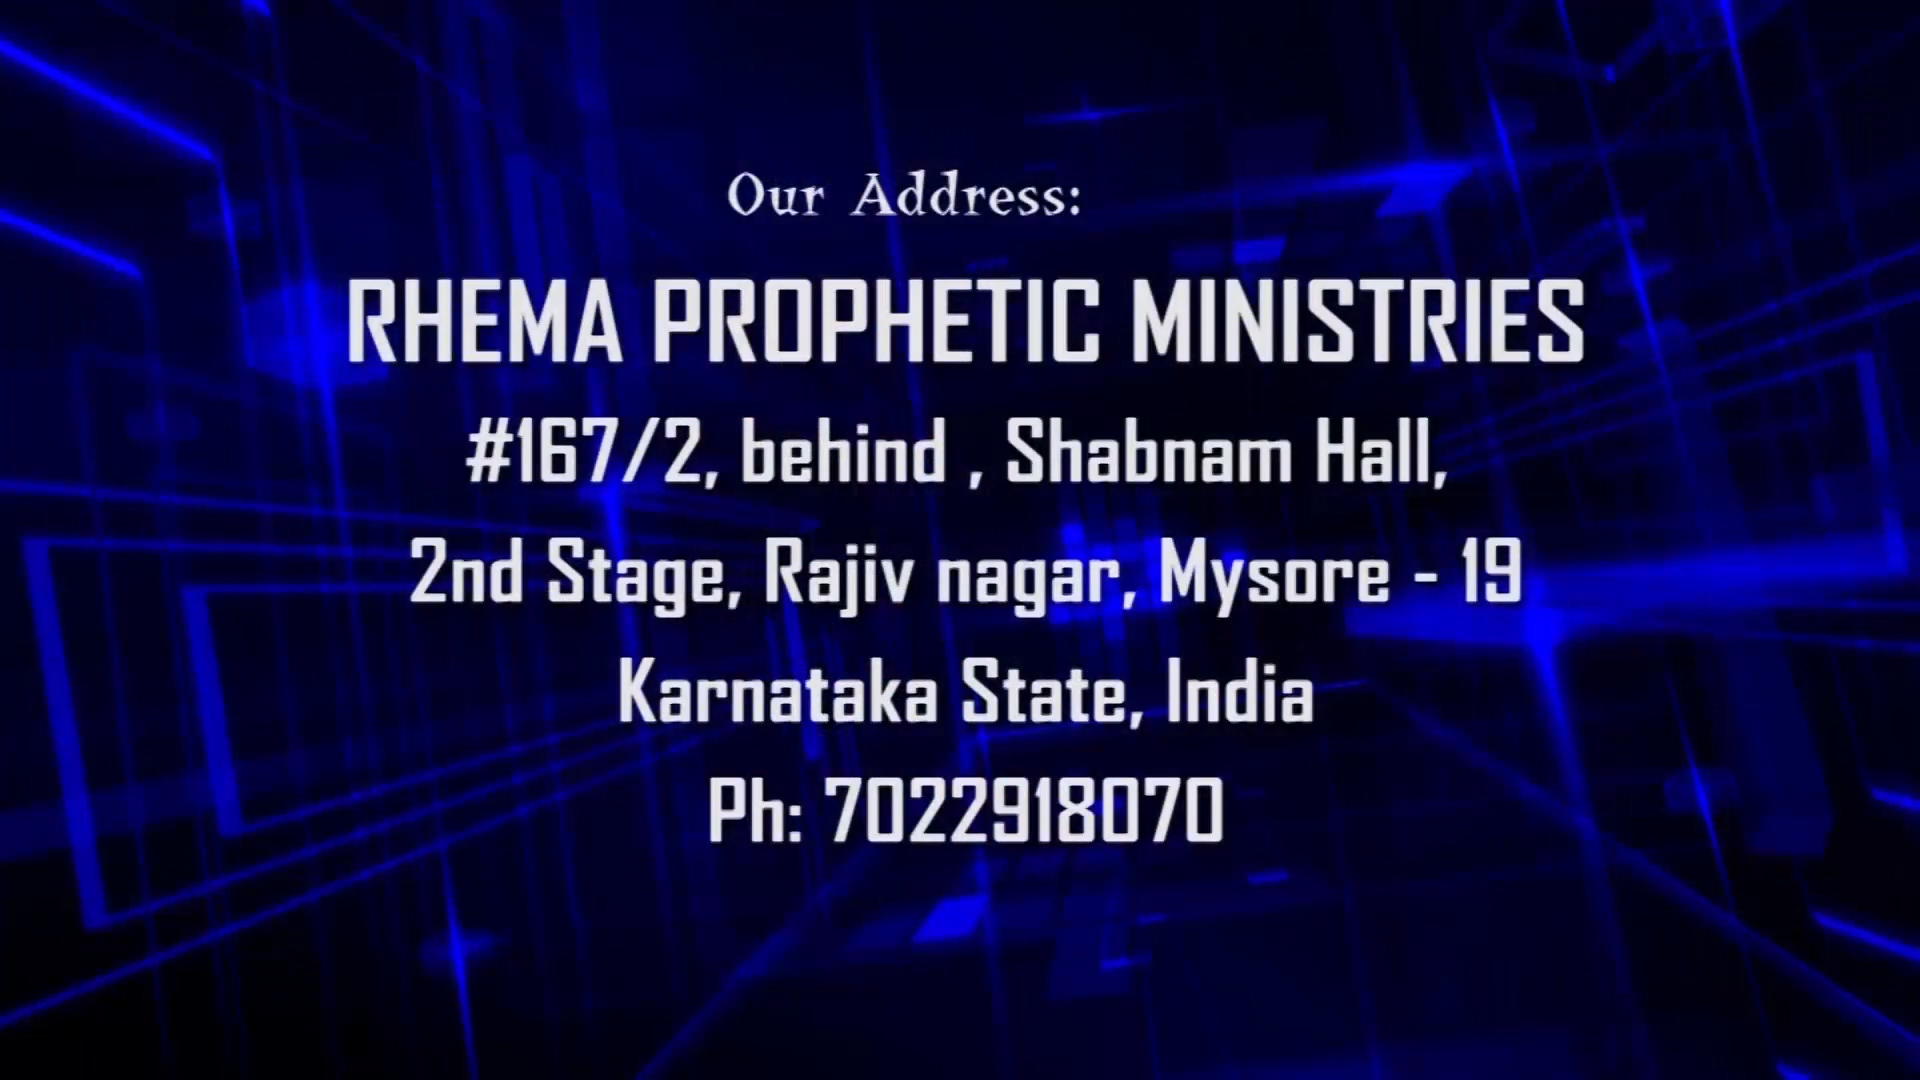 Our Address:
RHEMA PROPHETIC MINISTRIES
#167/2, behind , Shabnam Hall,
2nd Stage, Rajiv nagar, Mysore - 19
Karnataka State, India
Ph: 7022918070